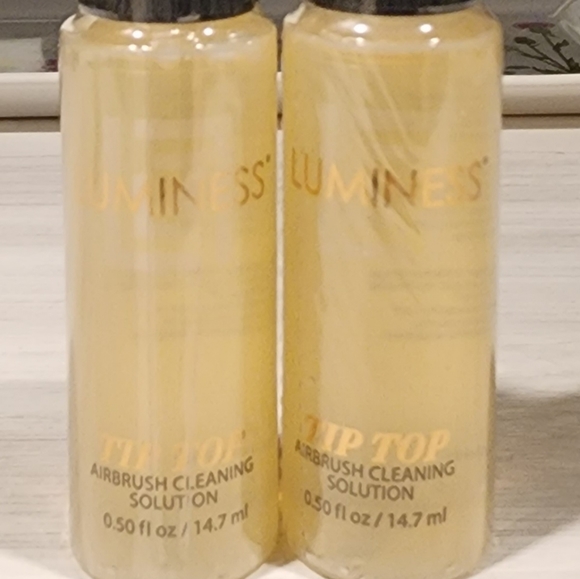 LUMINESS®
TIP TOP
AIRBRUSH CLEANING
SOLUTION
0.50 fl oz / 14.7 ml
LUMINESS®
TIP TOP
AIRBRUSH CLEANING
SOLUTION
0.50 fl oz / 14.7 ml